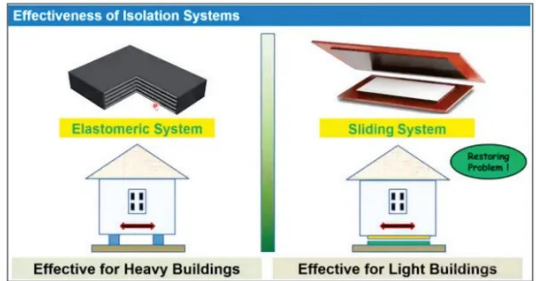 Effectiveness of Isolation Systems
Elastomeric System
Sliding System
Restoring
Problem !
Effective for Heavy Buildings
Effective for Light Buildings